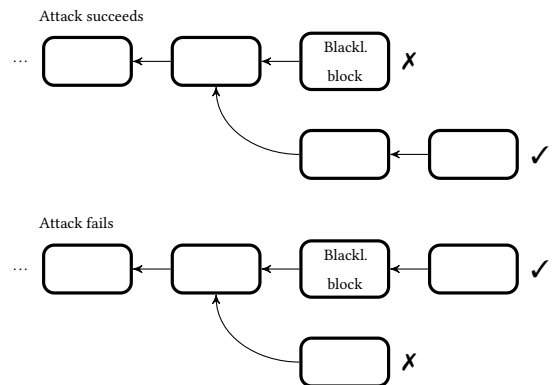 Attack succeeds
...
Blackl.
block
✗
✓
Attack fails
...
Blackl.
block
✓
✗